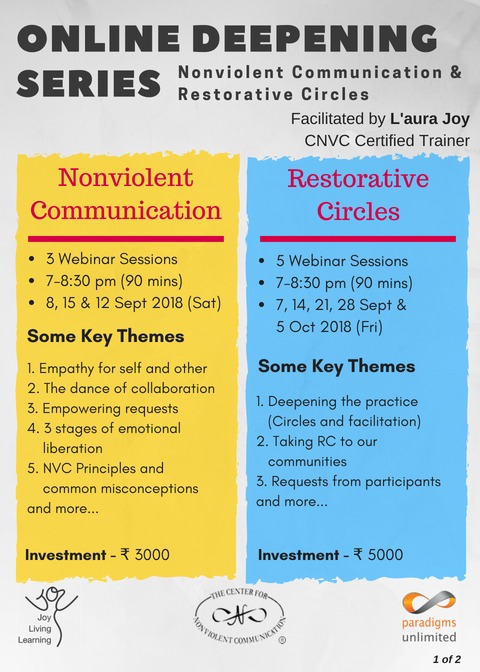 ONLINE DEEPENING
SERIES
Nonviolent Communication &
Restorative Circles
Facilitated by L'aura Joy
CNVC Certified Trainer
Nonviolent
Communication
• 3 Webinar Sessions
• 7-8:30 pm (90 mins)
• 8, 15 & 12 Sept 2018 (Sat)
Some Key Themes
1. Empathy for self and other
2. The dance of collaboration
3. Empowering requests
4. 3 stages of emotional
liberation
5. NVC Principles and
common misconceptions
and more...
Investment - ₹ 3000
Restorative
Circles
• 5 Webinar Sessions
• 7-8:30 pm (90 mins)
• 7, 14, 21, 28 Sept &
5 Oct 2018 (Fri)
Some Key Themes
1. Deepening the practice
(Circles and facilitation)
2. Taking RC to our
communities
3. Requests from participants
and more...
Investment - ₹ 5000
Joy
Living
Learning
THE CENTER FOR
NONVIOLENT COMMUNICATION
®
paradigms
unlimited
1 of 2